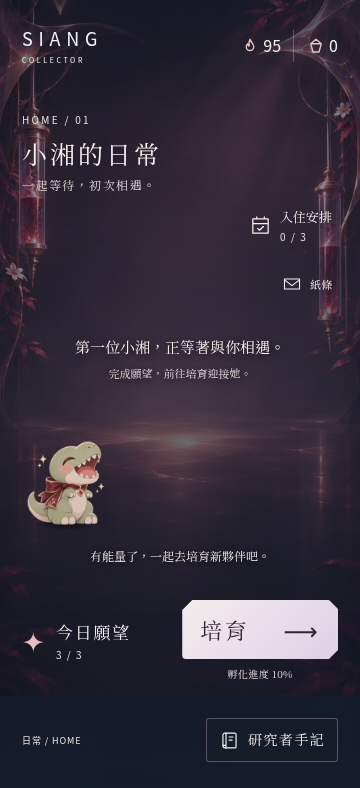 SIANG
COLLECTOR
95
0
HOME / 01
小湘的日常
一起等待，初次相遇。
入住安排
0 / 3
紙條
第一位小湘，正等著與你相遇。
完成願望，前往培育迎接她。
有能量了，一起去培育新夥伴吧。
今日願望
3 / 3
培育
孵化進度 10%
日常 / HOME
研究者手記